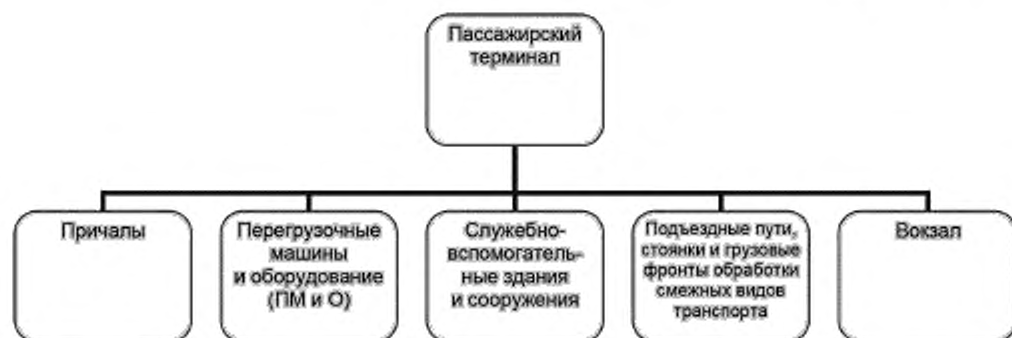 Пассажирский
терминал
Причалы
Перегрузочные
машины
и оборудование
(ПМ и О)
Служебно-
вспомогатель-
ные здания
и сооружения
Подъездные пути,
стоянки и грузовые
фронты обработки
смежных видов
транспорта
Вокзал